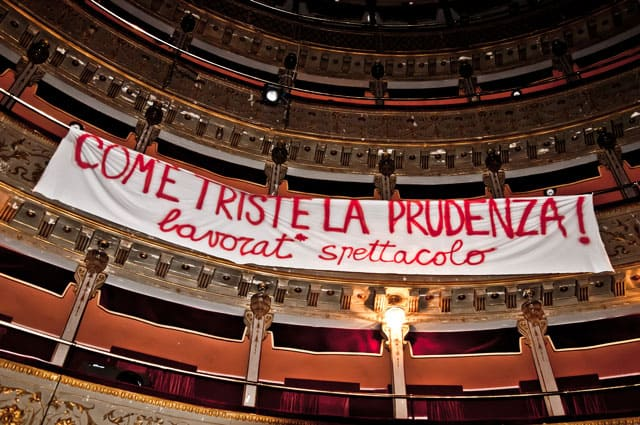 COME TRISTE LA PRUDENZA!
lavorat* spettacolo